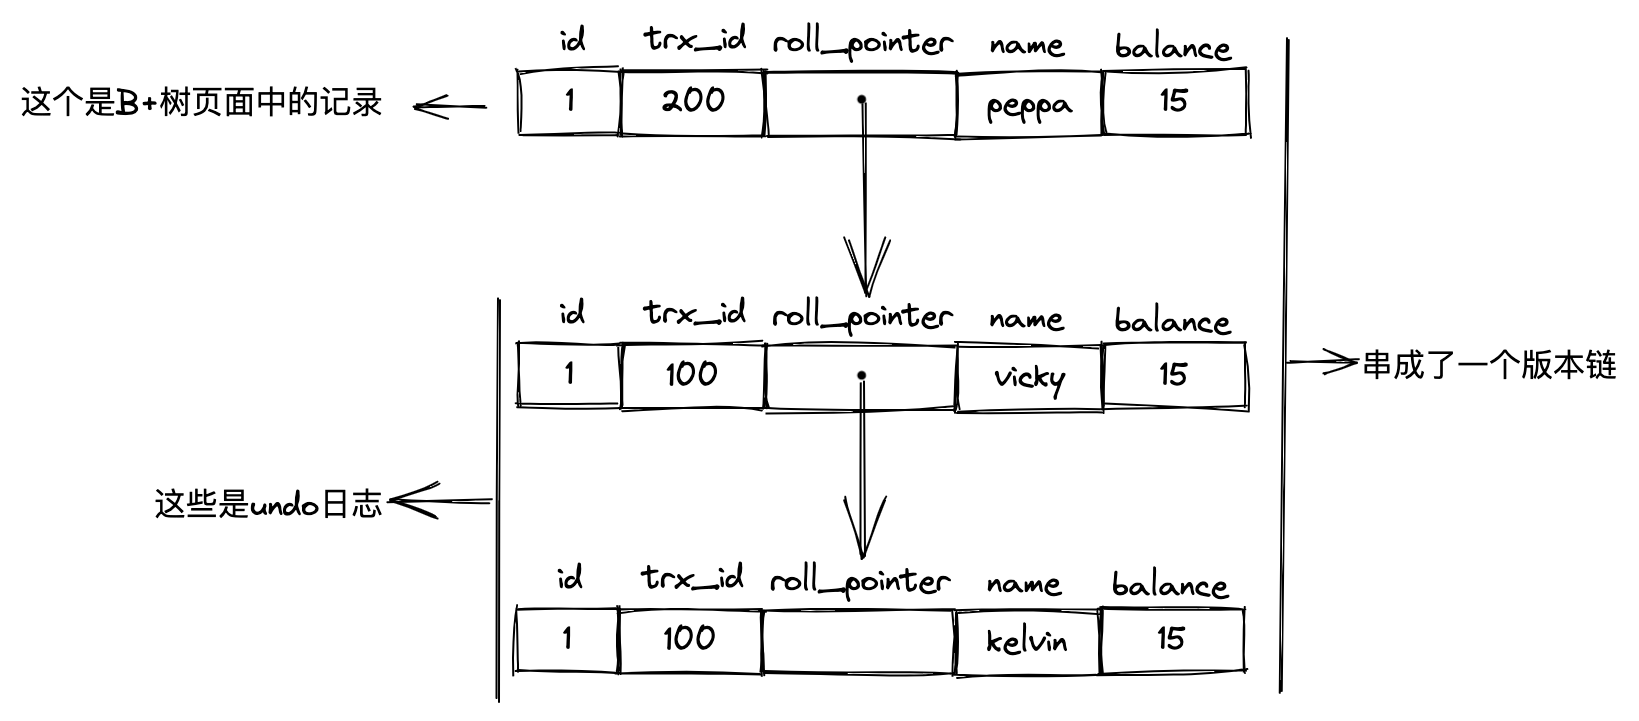 id trx_id roll_pointer name balance
这个是B+树页面中的记录
1 200 peppa 15
id trx_id roll_pointer name balance
1 100 vicky 15
串成了一个版本链
这些是undo日志
id trx_id roll_pointer name balance
1 100 kelvin 15